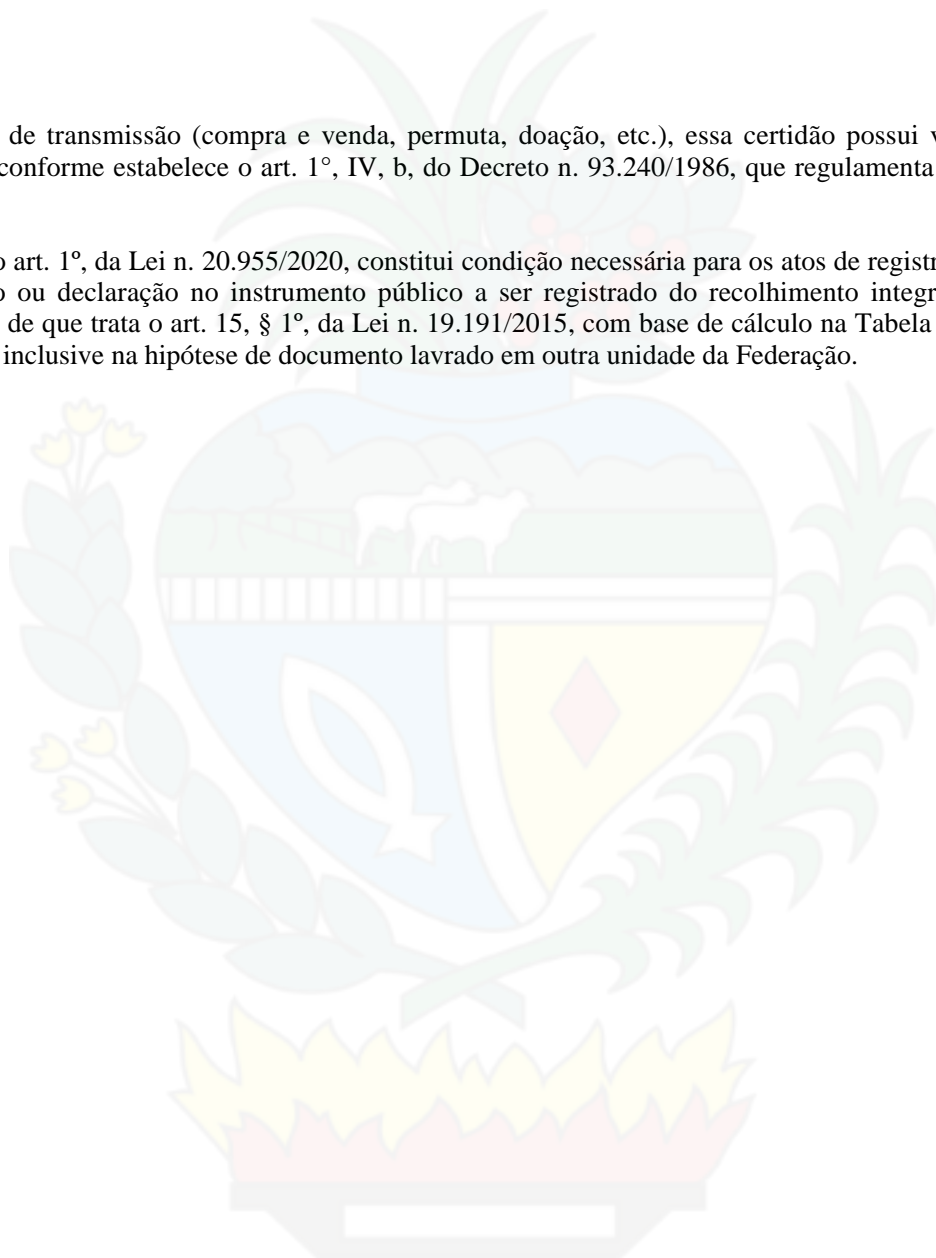 de transmissão (compra e venda, permuta, doação, etc.), essa certidão possui
conforme estabelece o art. 1°, IV, b, do Decreto n. 93.240/1986, que regulamenta
art. 1º, da Lei n. 20.955/2020, constitui condição necessária para os atos de
ou declaração no instrumento público a ser registrado do recolhimento
de que trata o art. 15, § 1º, da Lei n. 19.191/2015, com base de cálculo na Tabela
inclusive na hipótese de documento lavrado em outra unidade da Federação.